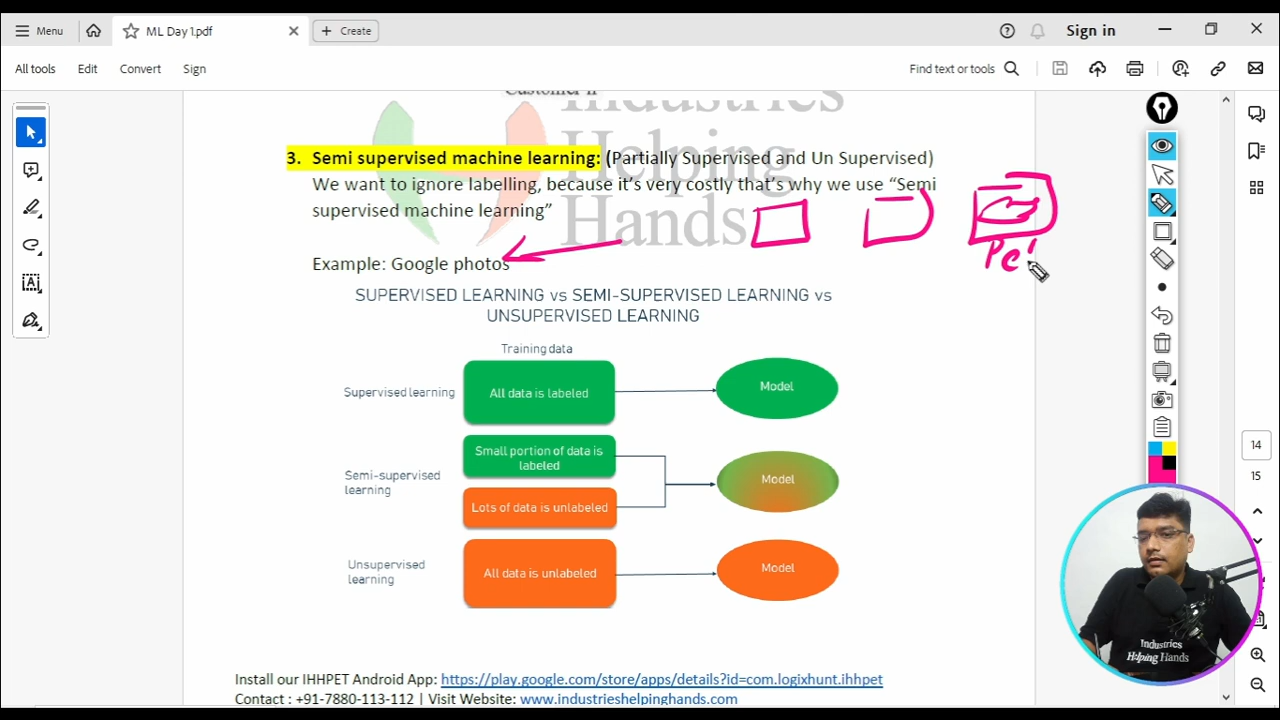 Menu
ML Day 1.pdf
Create
Sign in
All tools
Edit
Convert
Sign
Find text or tools
Industries
Helping
Hands
3. Semi supervised machine learning: (Partially Supervised and Un Supervised)
We want to ignore labelling, because it's very costly that's why we use "Semi
supervised machine learning"
Example: Google photos
SUPERVISED LEARNING vs SEMI-SUPERVISED LEARNING vs
UNSUPERVISED LEARNING
Training data
Supervised learning
All data is labeled
Model
Small portion of data is
labeled
Semi-supervised
learning
Model
Lots of data is unlabeled
Unsupervised
learning
All data is unlabeled
Model
14
15
Install our IHHPET Android App: https://play.google.com/store/apps/details?id=com.logixhunt.ihhpet
Contact : +91-7880-113-112 | Visit Website: www.industrieshelpinghands.com
Industries
Helping Hands